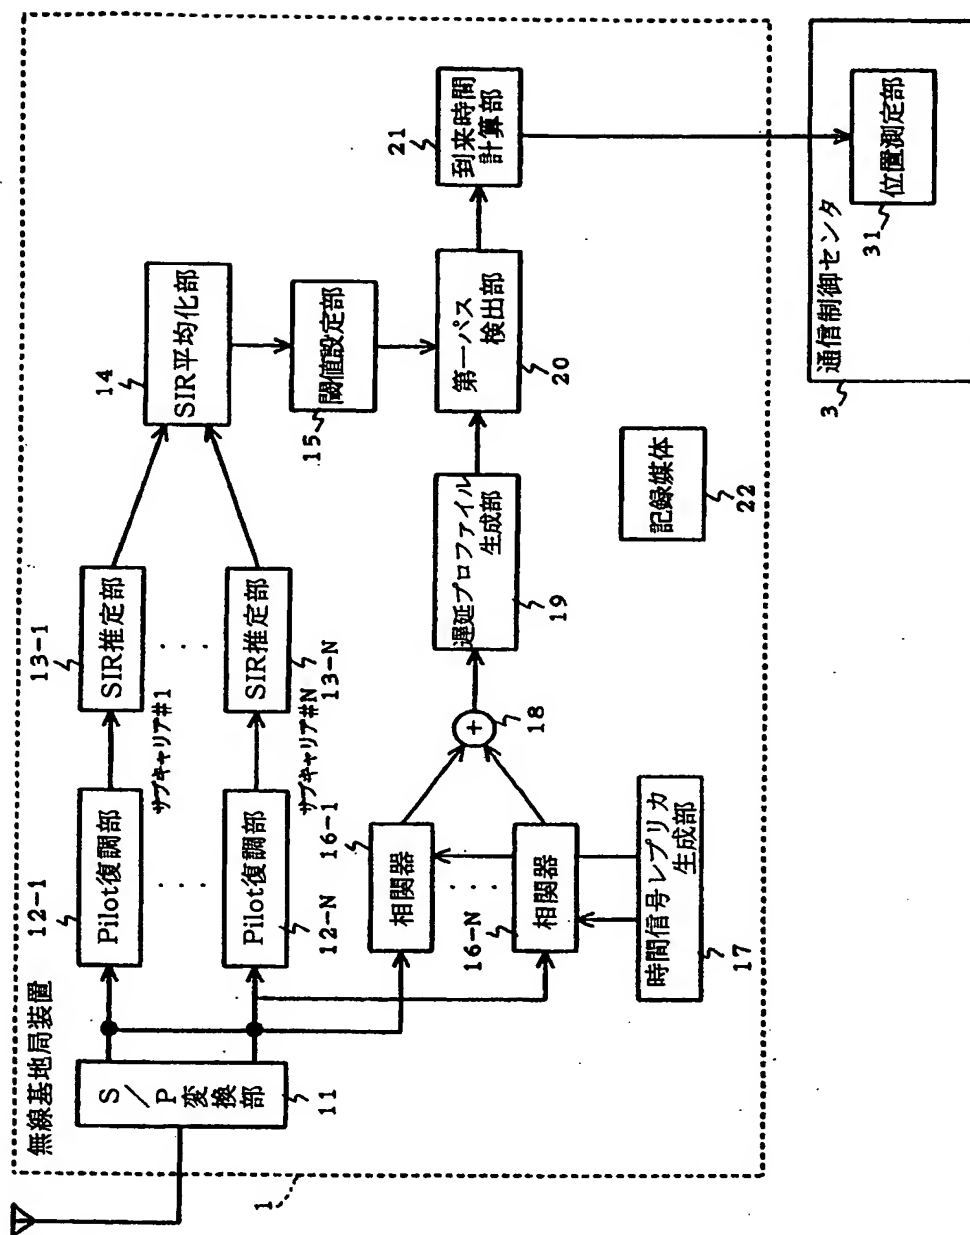 無線基地局装置
1
S/P変換部
11
12-1
Pilot復調部
Pilot復調部
12-N
サブキャリア#1
サブキャリア#N
13-1
SIR推定部
SIR推定部
13-N
14
SIR平均化部
15
閾値設定部
16-1
相関器
16-N
相関器
時間信号レプリカ
生成部
17
+
18
遅延プロファイル
生成部
19
第一パス
検出部
20
21
到来時間
計算部
記録媒体
22
3
通信制御センタ
位置測定部
31